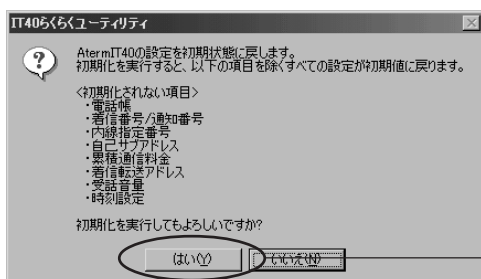 IT40らくらくユーティリティ
AtermIT40の設定を初期状態に戻します。
初期化を実行すると、以下の項目を除くすべての設定が初期値に戻ります。
<初期化されない項目>
・電話帳
・着信番号/通知番号
・内線指定番号
・自己サブアドレス
・累積通信料金
・着信転送アドレス
・受話音量
・時刻設定
初期化を実行してもよろしいですか?
はい(Y) いいえ(N)